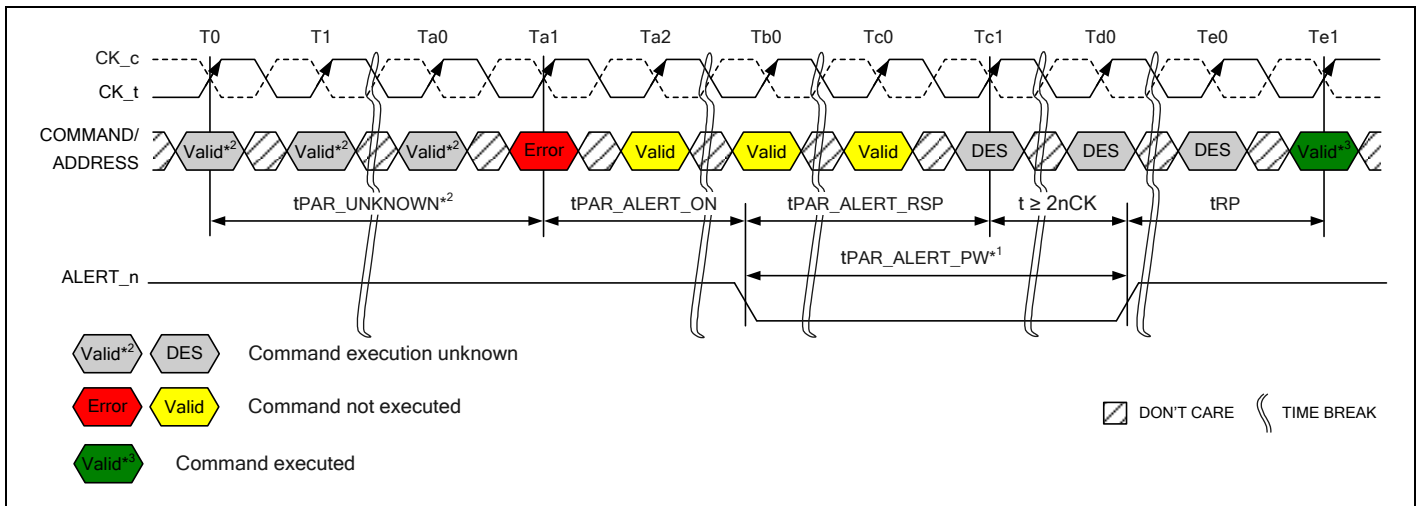 T0 T1 Ta0 Ta1 Ta2 Tb0 Tc0 Tc1 Td0 Te0 Te1
CK_c
CK_t
COMMAND/
ADDRESS
Valid*2 Valid*2 Valid*2 Error Valid Valid Valid DES DES DES Valid*3
tPAR_UNKNOWN*2 tPAR_ALERT_ON tPAR_ALERT_RSP t ≥ 2nCK tRP
tPAR_ALERT_PW*1
ALERT_n
Valid*2 DES Command execution unknown
Error Valid Command not executed
DON'T CARE TIME BREAK
Valid*3 Command executed